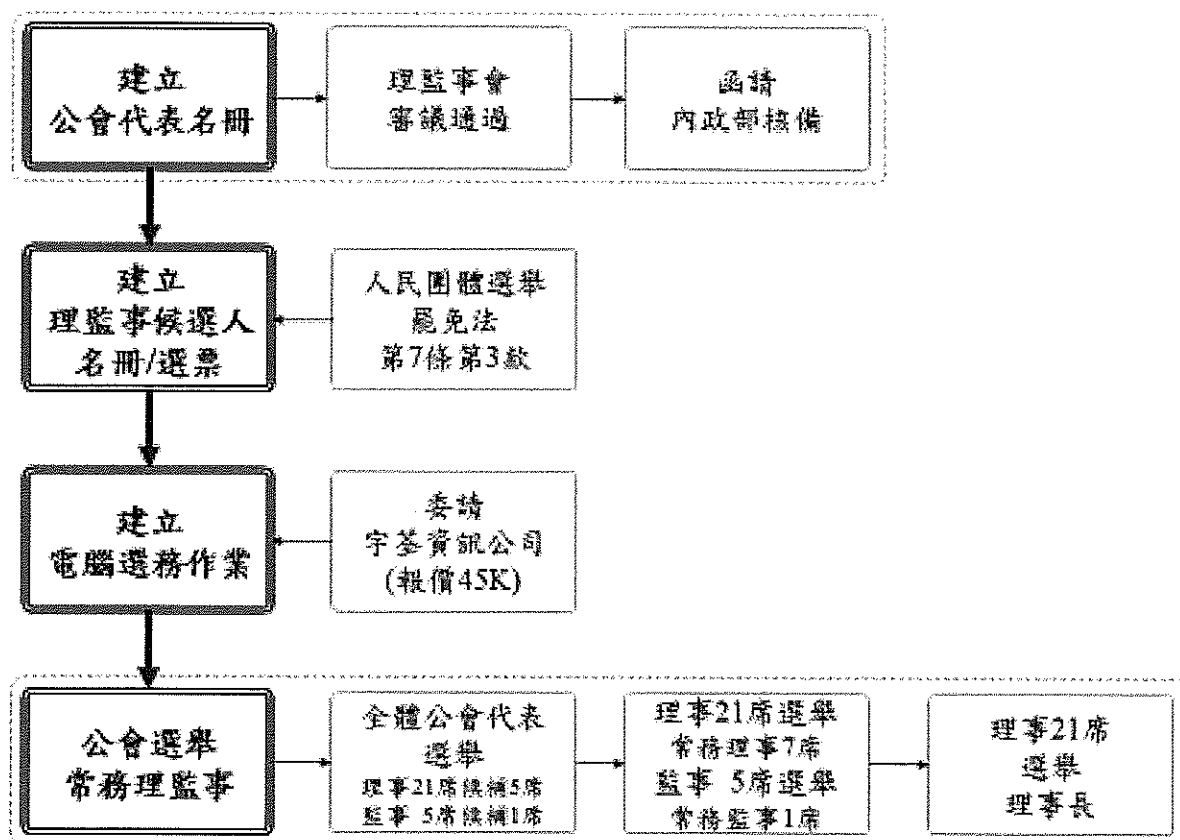 建立
公會代表名冊
理監事會
審議通過
函請
內政部核備
建立
理監事候選人
名冊/選票
人民團體選舉
罷免法
第7條第3款
建立
電腦選務作業
委請
宇荃資訊公司
(報價45K)
公會選舉
常務理監事
全體公會代表
選舉
理事21席候補5席
監事 5席候補1席
理事21席選舉
常務理事7席
監事 5席選舉
常務監事1席
理事21席
選舉
理事長